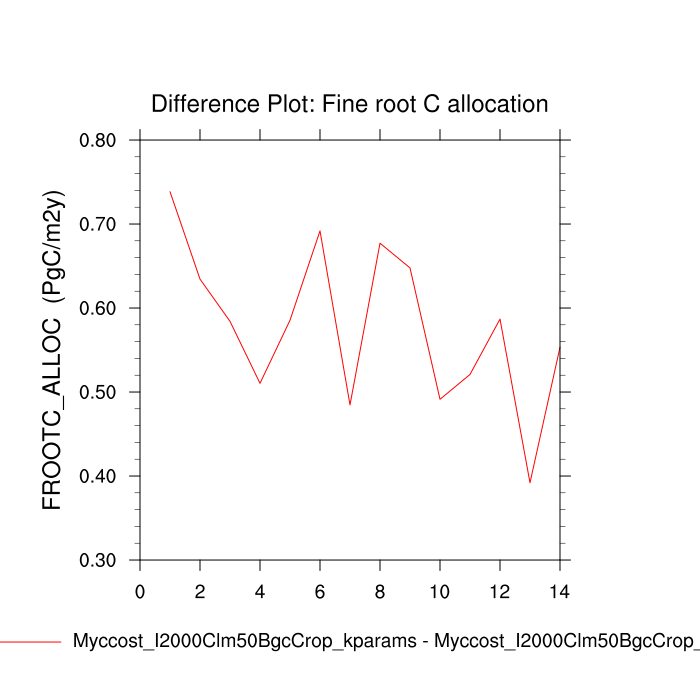 Difference Plot: Fine root C allocation
FROOTC_ALLOC (PgC/m2y)
0.80
0.70
0.60
0.50
0.40
0.30
0 2 4 6 8 10 12 14
Myccost_I2000Clm50BgcCrop_kparams - Myccost_I2000Clm50BgcCrop_